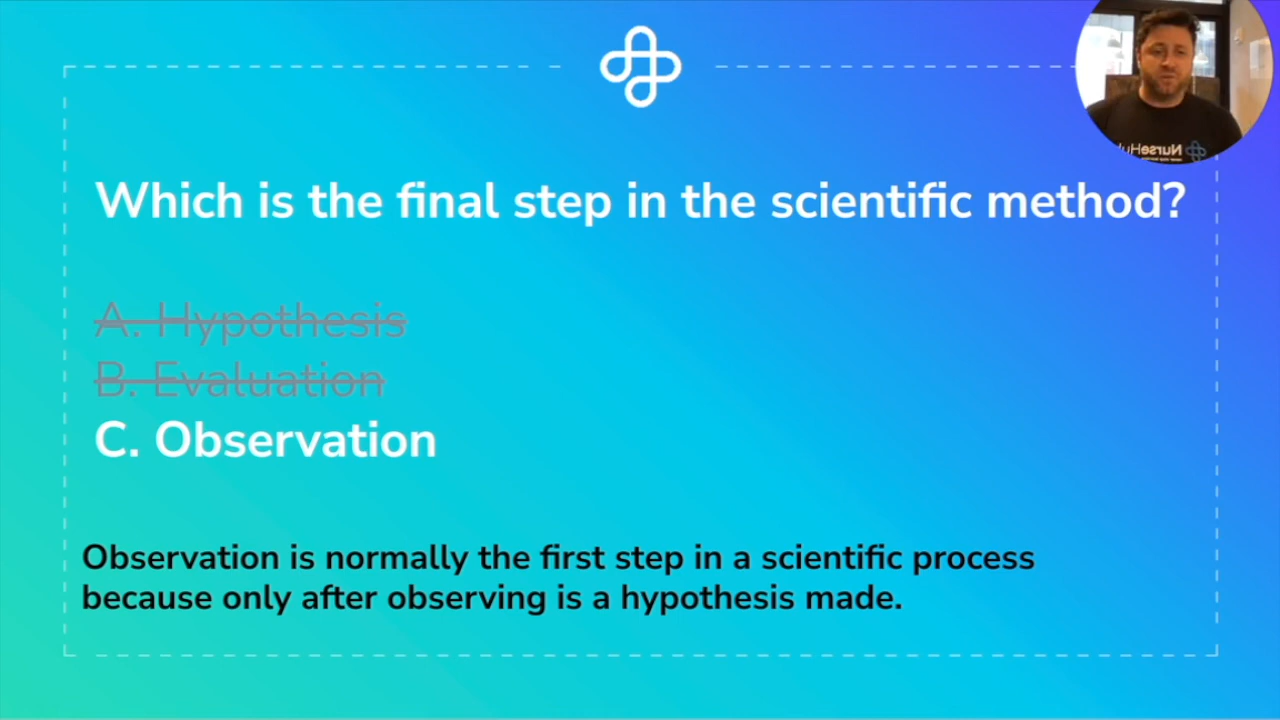 Which is the final step in the scientific method?
A. Hypothesis
B. Evaluation
C. Observation
Observation is normally the first step in a scientific process
because only after observing is a hypothesis made.